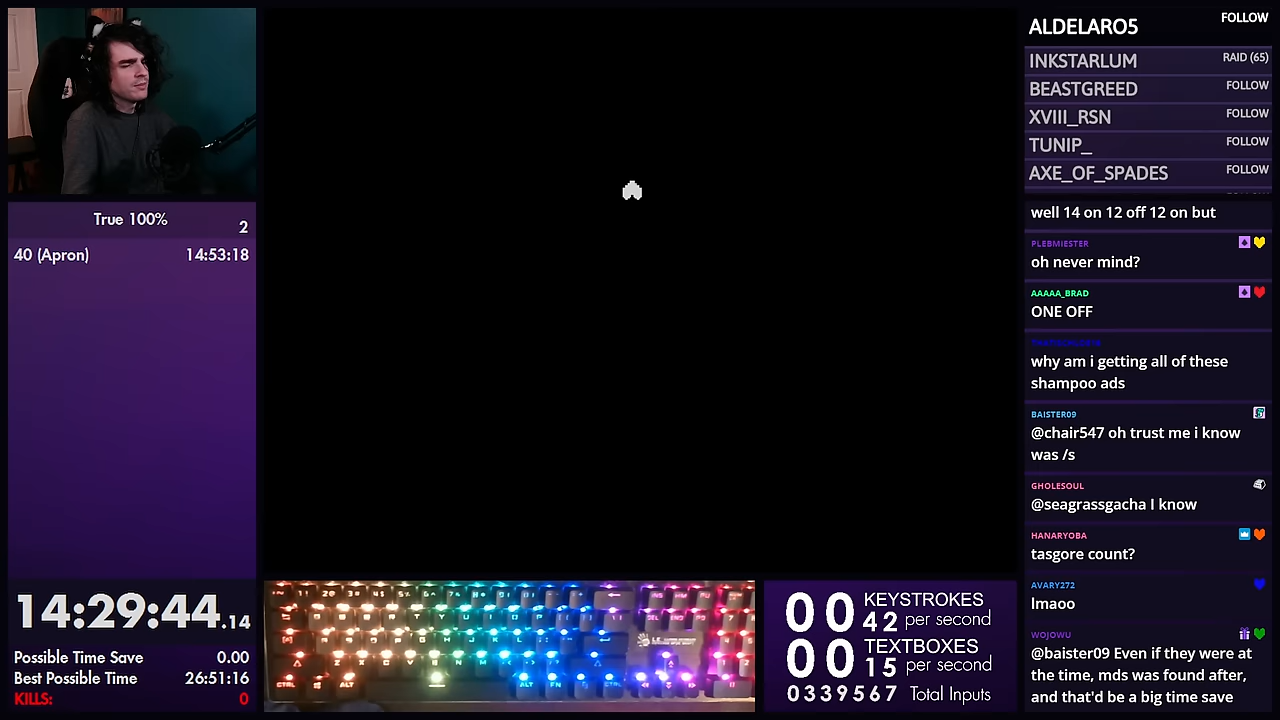 True 100%
2
40 (Apron) 14:53:18
14:29:44.14
Possible Time Save 0.00
Best Possible Time 26:51:16
KILLS: 0
00 KEYSTROKES
42 per second
00 TEXTBOXES
15 per second
0339567 Total Inputs
ALDELARO5 FOLLOW
INKSTARLUM RAID (65)
BEASTGREED FOLLOW
XVIII_RSN FOLLOW
TUNIP_ FOLLOW
AXE_OF_SPADES FOLLOW
well 14 on 12 off 12 on but
PLEBMIESTER
oh never mind?
AAAAA_BRAD
ONE OFF
why am i getting all of these
shampoo ads
BAISTER09
@chair547 oh trust me i know
was /s
GHOLESOUL
@seagrassgacha I know
HANARYOBA
tasgore count?
AVARY272
lmaoo
WOJOWU
@baister09 Even if they were at
the time, mds was found after,
and that'd be a big time save